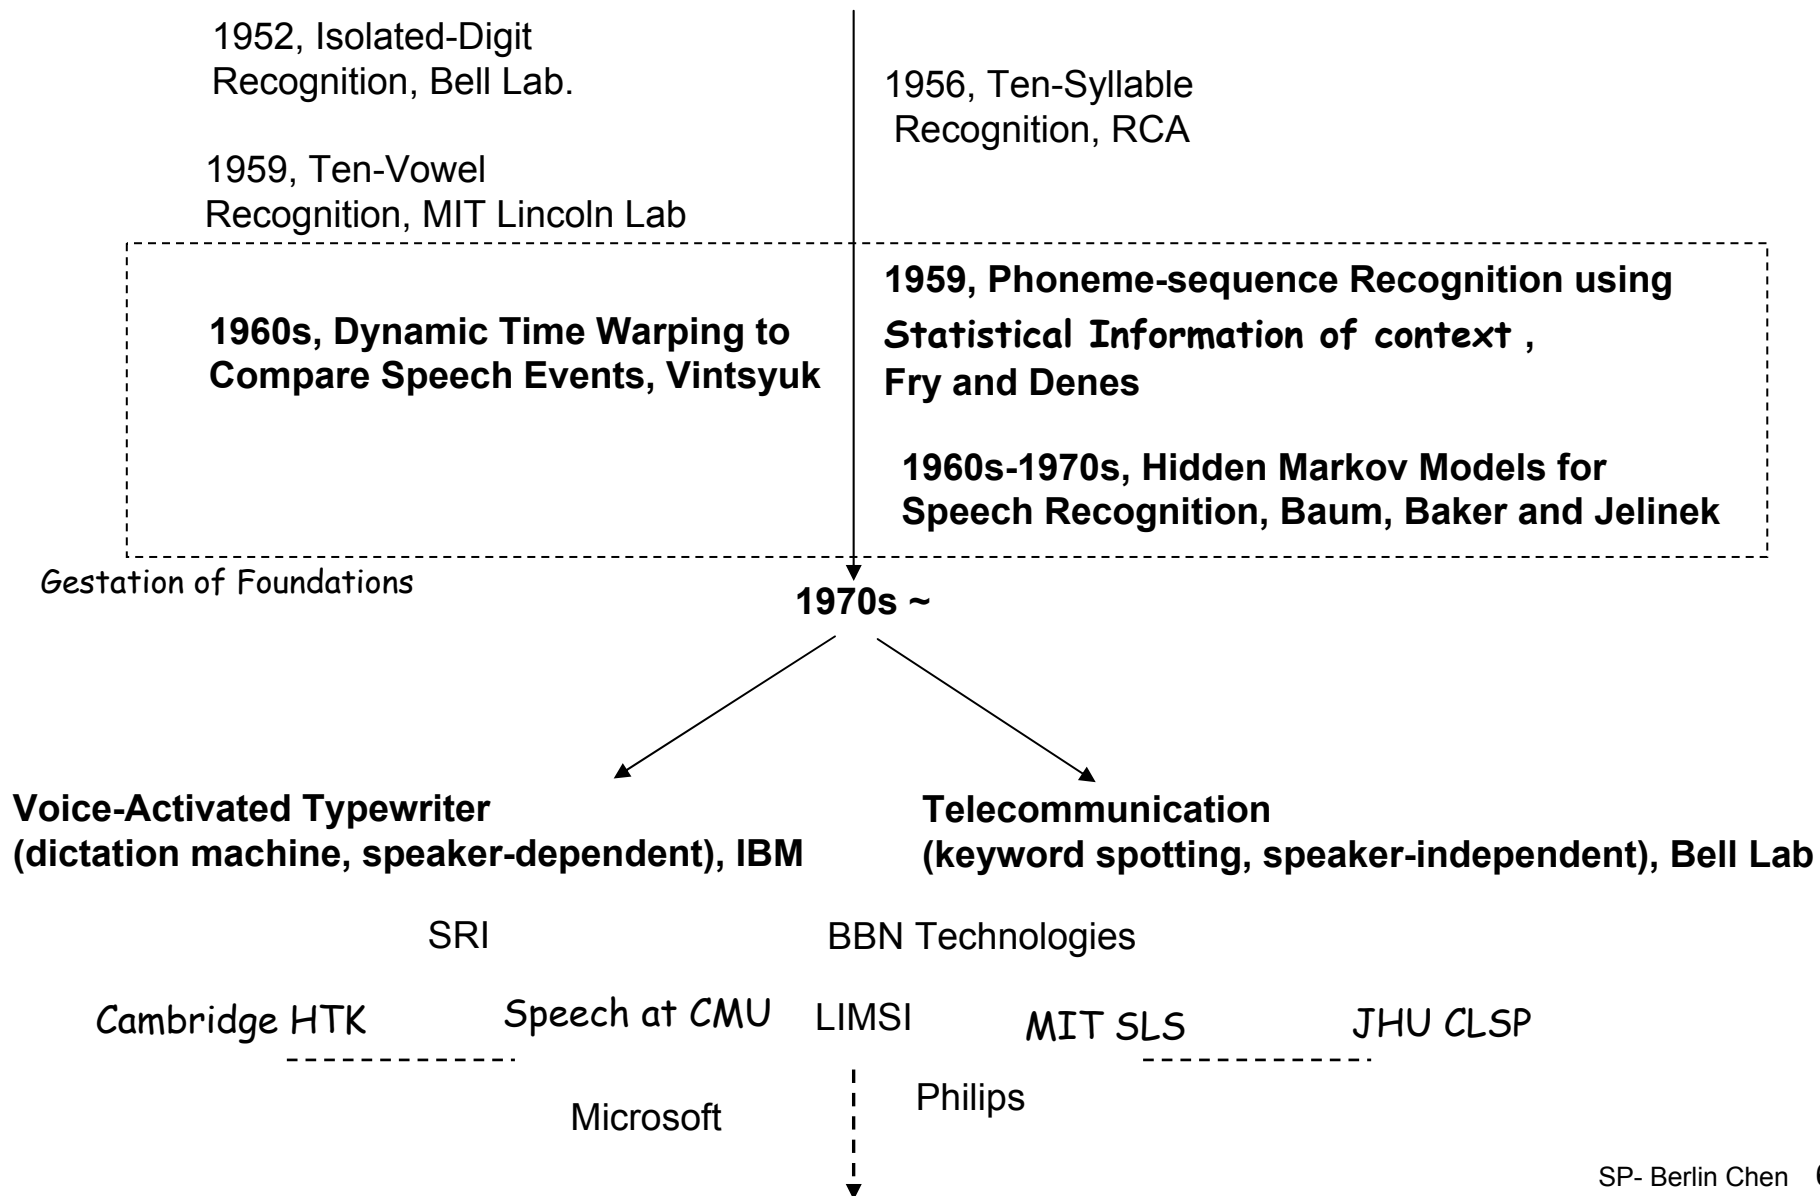 1952, Isolated-Digit
Recognition, Bell Lab.
1956, Ten-Syllable
Recognition, RCA
1959, Ten-Vowel
Recognition, MIT Lincoln Lab
1959, Phoneme-sequence Recognition using
Statistical Information of context ,
Fry and Denes
1960s, Dynamic Time Warping to
Compare Speech Events, Vintsyuk
1960s-1970s, Hidden Markov Models for
Speech Recognition, Baum, Baker and Jelinek
Gestation of Foundations
1970s ~
Voice-Activated Typewriter
(dictation machine, speaker-dependent), IBM
Telecommunication
(keyword spotting, speaker-independent), Bell Lab
SRI
BBN Technologies
Cambridge HTK
Speech at CMU
LIMSI
MIT SLS
JHU CLSP
Microsoft
Philips
SP- Berlin Chen